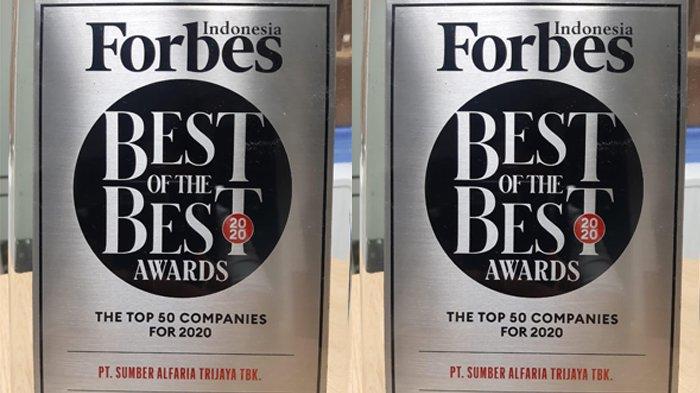 Forbes Indonesia
BEST
OF THE
BEST
2020
AWARDS
THE TOP 50 COMPANIES
FOR 2020
PT. SUMBER ALFARIA TRIJAYA TBK.
Forbes Indonesia
BEST
OF THE
BEST
2020
AWARDS
THE TOP 50 COMPANIES
FOR 2020
PT. SUMBER ALFARIA TRIJAYA TBK.